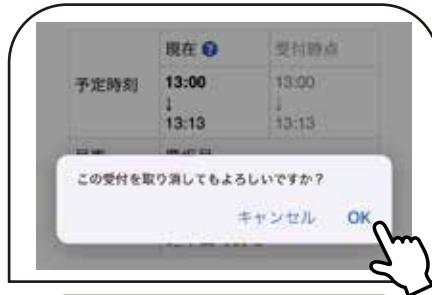 現在 ?
受付時点
予定時刻
13:00
↓
13:13
13:00
↓
13:13
この受付を取り消してもよろしいですか？
キャンセル
OK